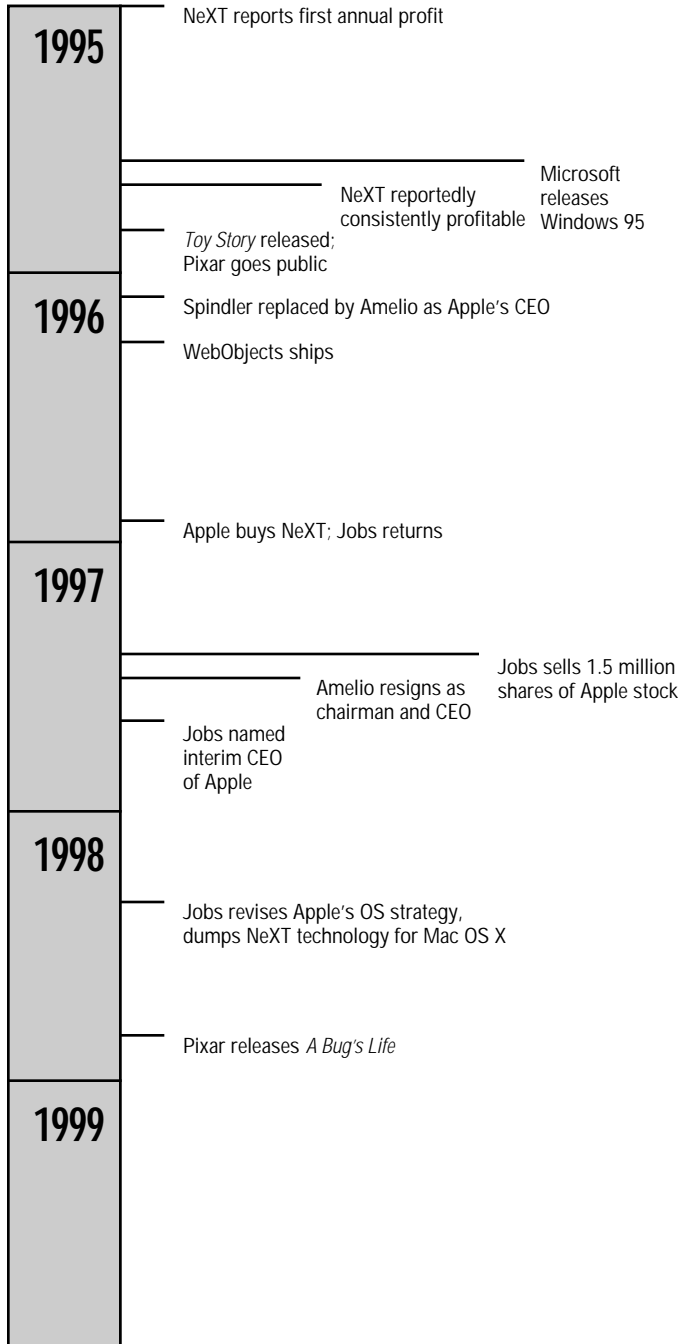 NeXT reports first annual profit
1995
Microsoft
releases
Windows 95
NeXT reportedly
consistently profitable
Toy Story released;
Pixar goes public
1996
Spindler replaced by Amelio as Apple’s CEO
WebObjects ships
Apple buys NeXT; Jobs returns
1997
Jobs sells 1.5 million
shares of Apple stock
Amelio resigns as
chairman and CEO
Jobs named
interim CEO
of Apple
1998
Jobs revises Apple’s OS strategy,
dumps NeXT technology for Mac OS X
Pixar releases A Bug’s Life
1999